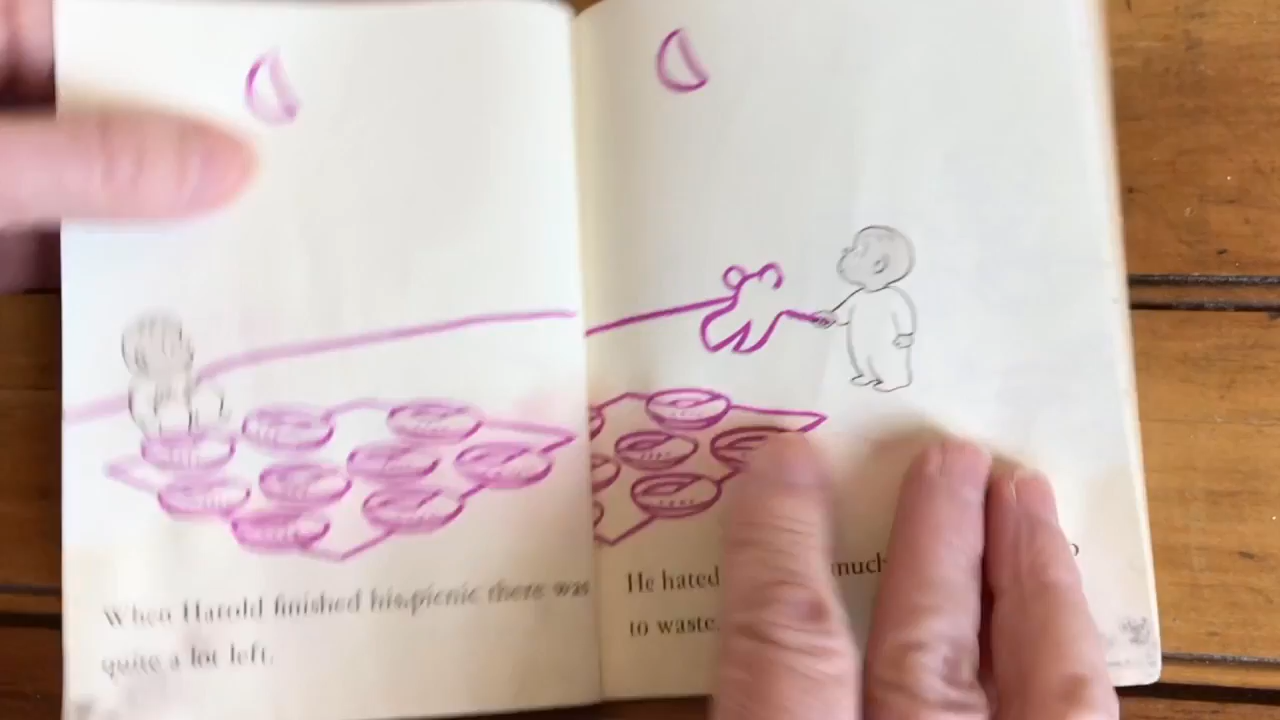 When Harold finished his picnic there was
quite a lot left.
He hated much
to waste.